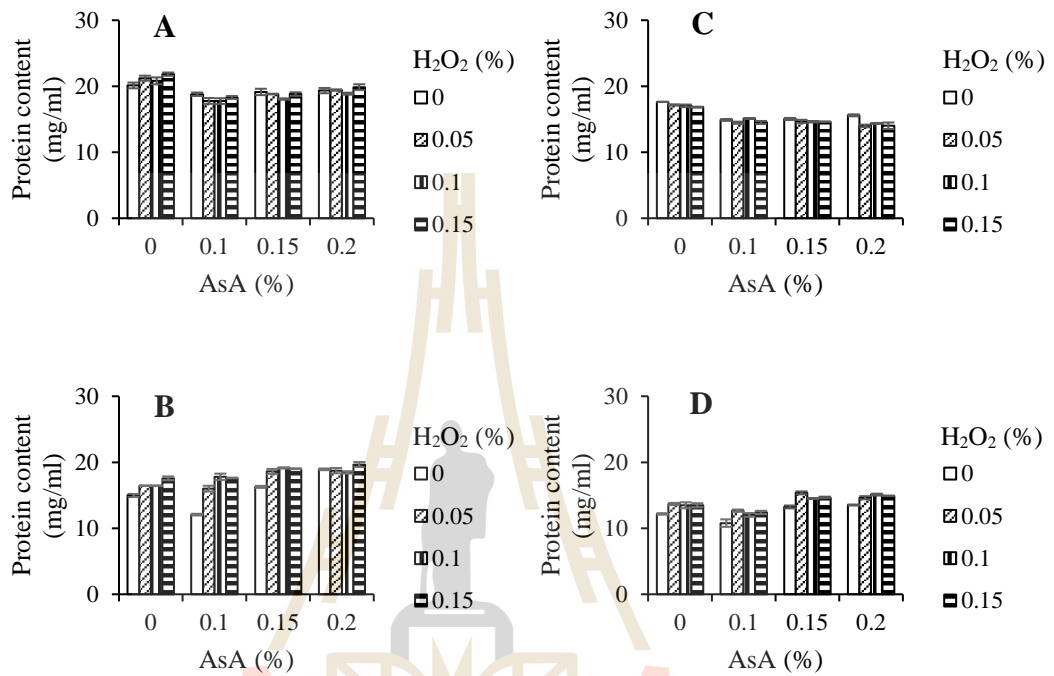 A
30
20
10
0
Protein content
(mg/ml)
0 0.1 0.15 0.2
AsA (%)
H₂O₂ (%)
0
0.05
0.1
0.15
C
30
20
10
0
Protein content
(mg/ml)
0 0.1 0.15 0.2
AsA (%)
H₂O₂ (%)
0
0.05
0.1
0.15
B
30
20
10
0
Protein content
(mg/ml)
0 0.1 0.15 0.2
AsA (%)
H₂O₂ (%)
0
0.05
0.1
0.15
D
30
20
10
0
Protein content
(mg/ml)
0 0.1 0.15 0.2
AsA (%)
H₂O₂ (%)
0
0.05
0.1
0.15